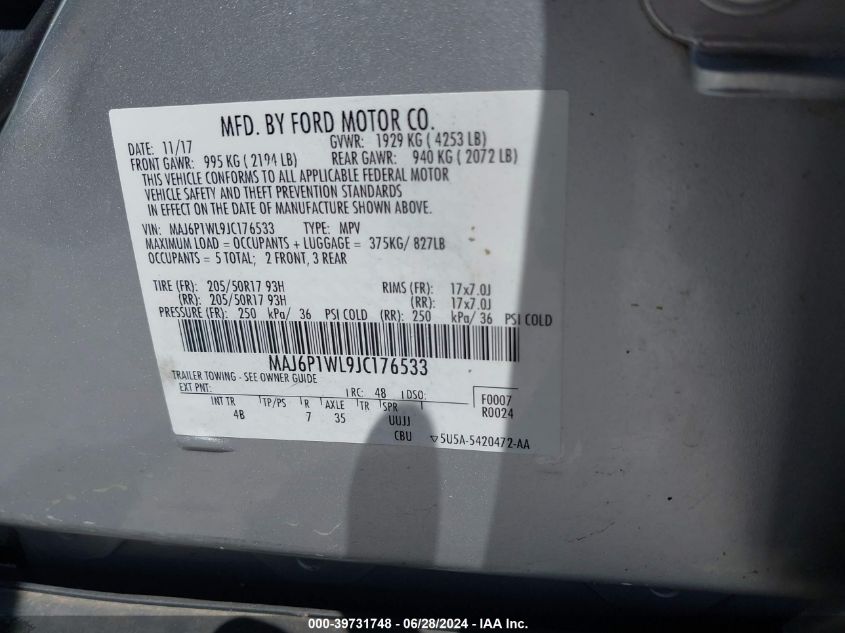 MFD. BY FORD MOTOR CO.
DATE: 11/17 GVWR: 1929 KG ( 4253 LB)
FRONT GAWR: 995 KG ( 2194 LB) REAR GAWR: 940 KG ( 2072 LB)
THIS VEHICLE CONFORMS TO ALL APPLICABLE FEDERAL MOTOR
VEHICLE SAFETY AND THEFT PREVENTION STANDARDS
IN EFFECT ON THE DATE OF MANUFACTURE SHOWN ABOVE.
VIN: MAJ6P1WL9JC176533 TYPE: MPV
MAXIMUM LOAD = OCCUPANTS + LUGGAGE = 375KG/ 827LB
OCCUPANTS = 5 TOTAL; 2 FRONT, 3 REAR
TIRE (FR): 205/50R17 93H RIMS (FR): 17x7.0J
(RR): 205/50R17 93H (RR): 17x7.0J
PRESSURE (FR): 250 kPa/ 36 PSI COLD (RR): 250 kPa/ 36 PSI COLD
MAJ6P1WL9JC176533
TRAILER TOWING - SEE OWNER GUIDE
EXT PNT: RC: 48 DSO: F0007
INT TR TP/PS R AXLE TR SPR R0024
4B 7 35 UUJJ
CBU ▽5U5A-5420472-AA
000-39731748 - 06/28/2024 - IAA Inc.